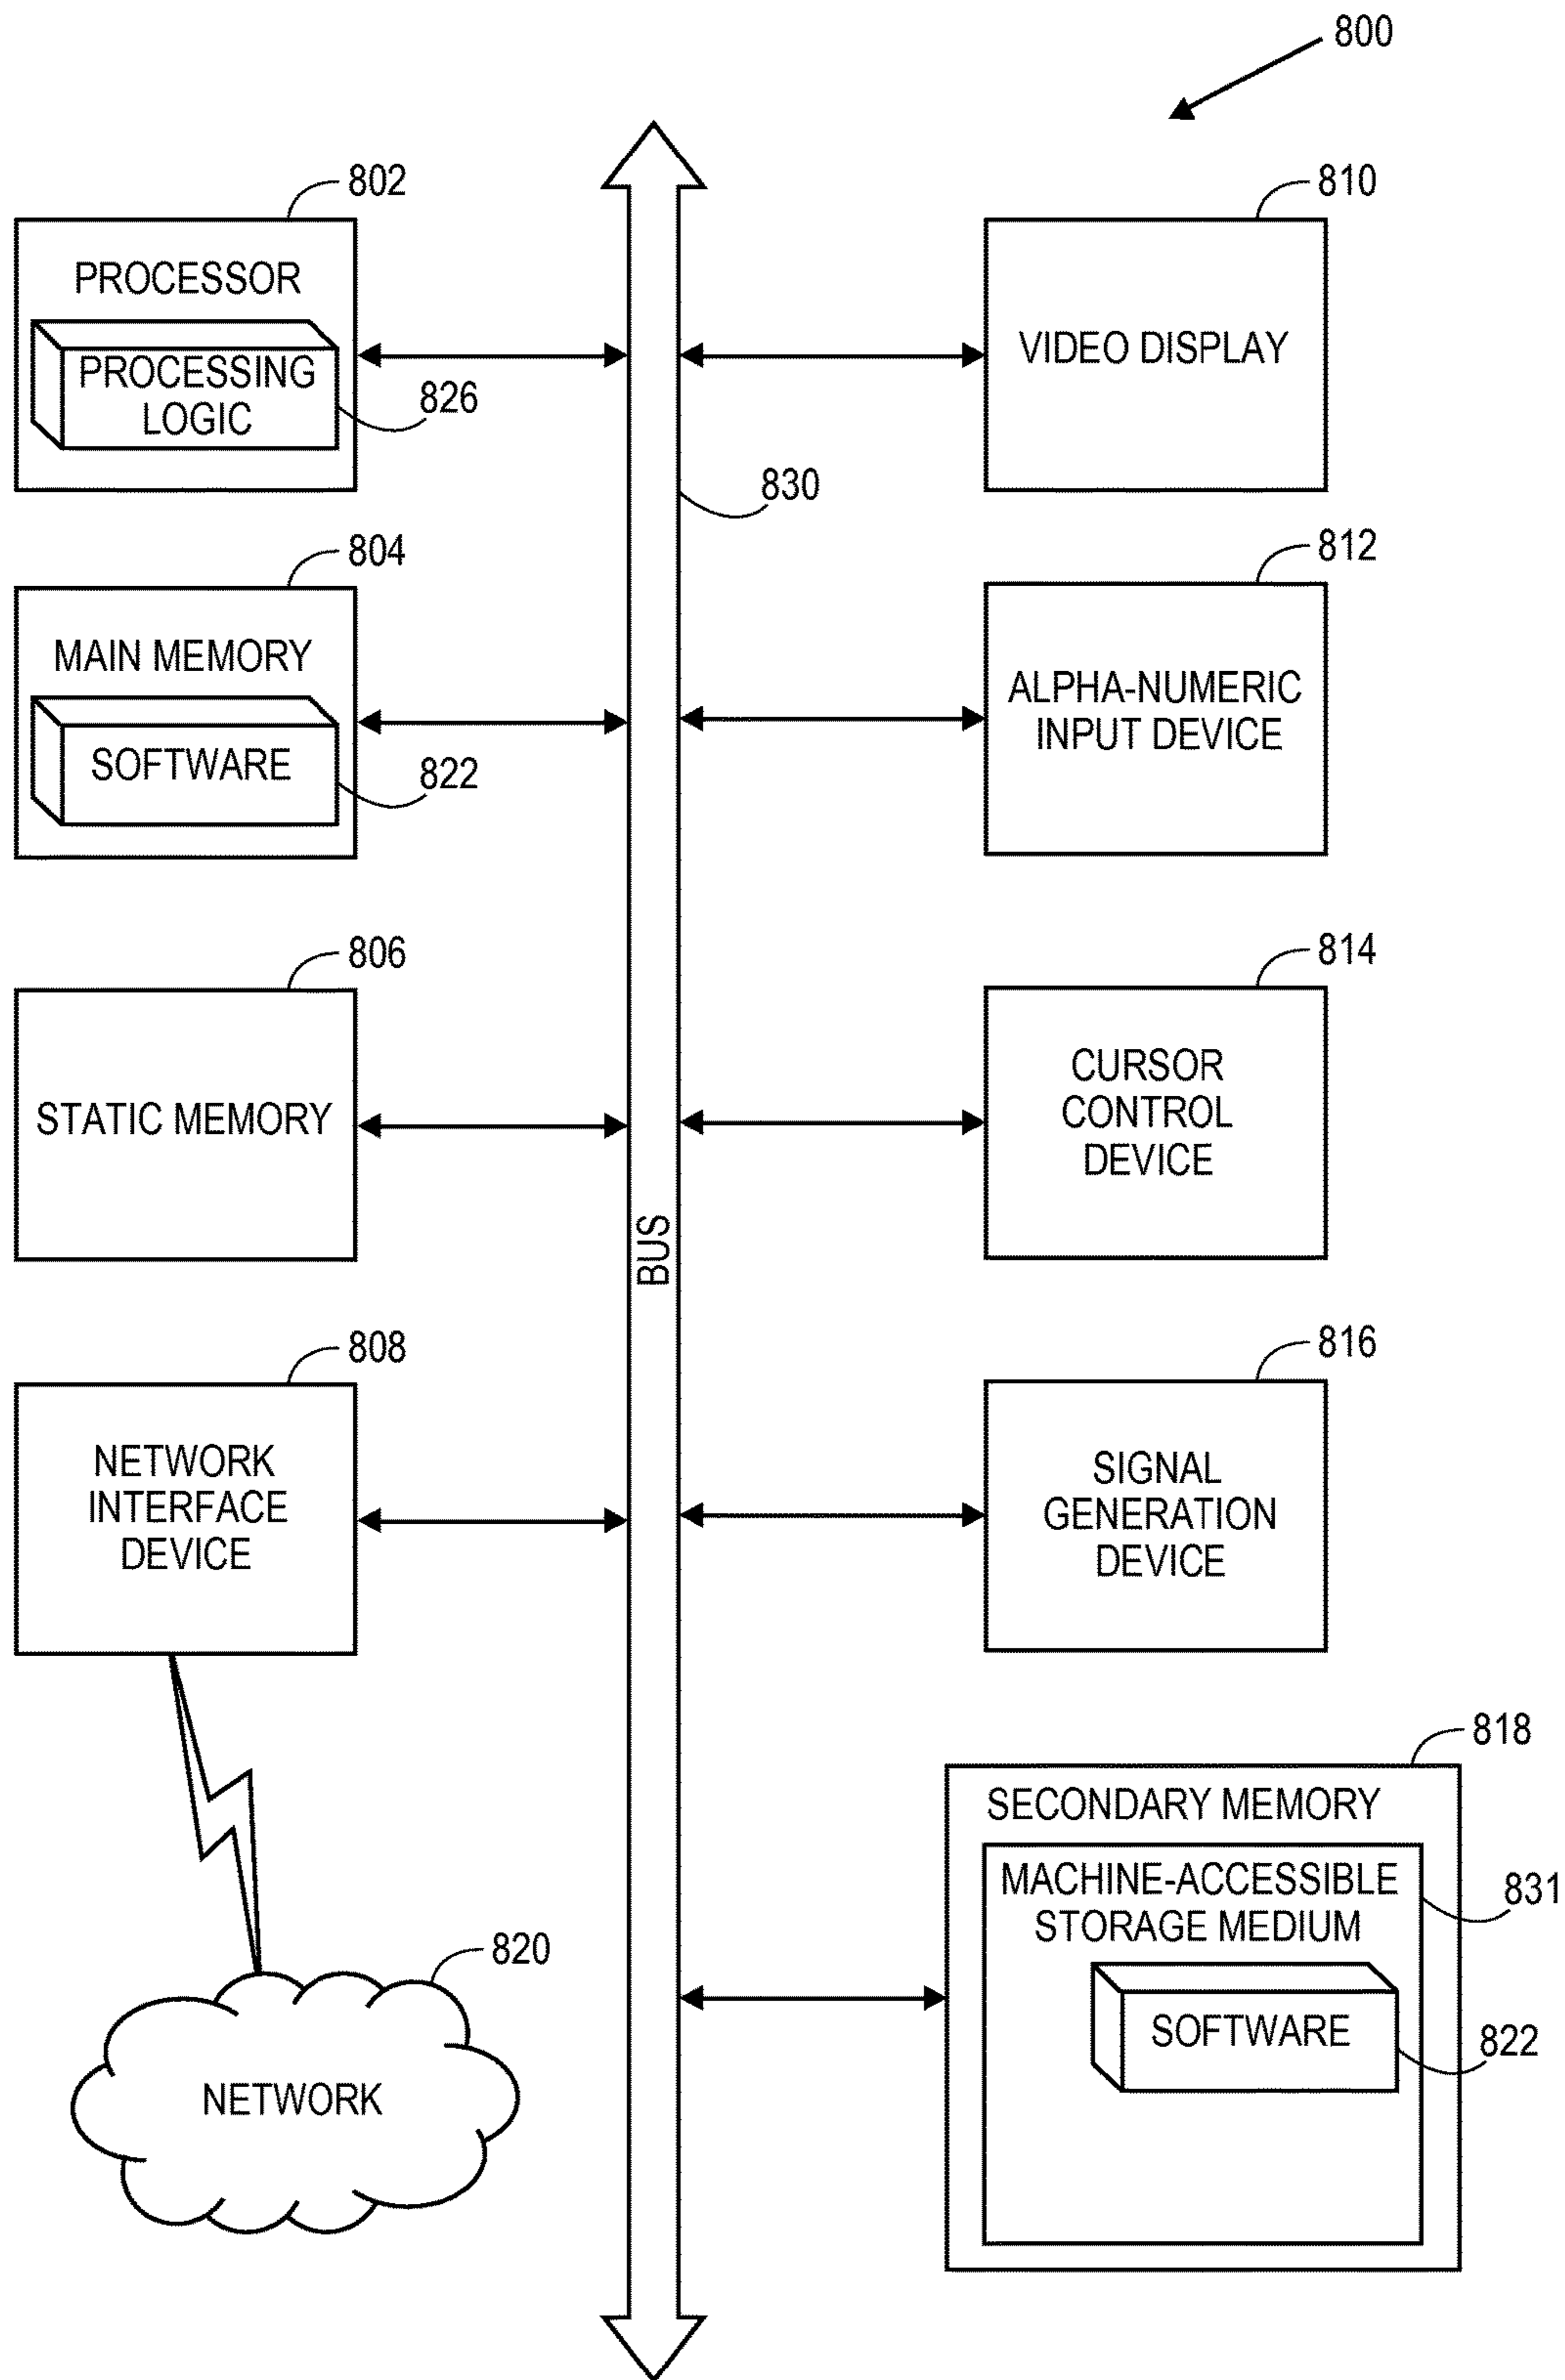 800
802
PROCESSOR
PROCESSING
LOGIC
826
804
MAIN MEMORY
SOFTWARE
822
806
STATIC MEMORY
808
NETWORK
INTERFACE
DEVICE
820
NETWORK
BUS
830
810
VIDEO DISPLAY
812
ALPHA-NUMERIC
INPUT DEVICE
814
CURSOR
CONTROL
DEVICE
816
SIGNAL
GENERATION
DEVICE
818
SECONDARY MEMORY
MACHINE-ACCESSIBLE
STORAGE MEDIUM
831
SOFTWARE
822